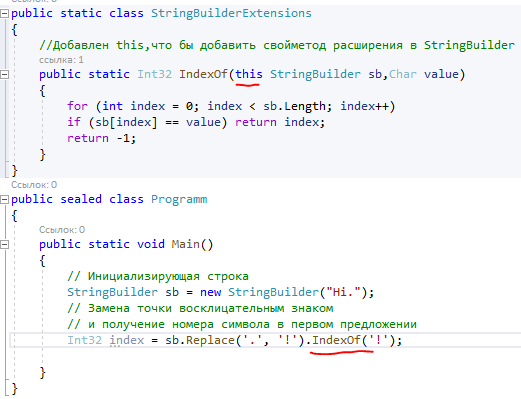 public static class StringBuilderExtensions
{
//Добавлен this,что бы добавить свойметод расширения в StringBuilder
ссылка: 1
public static Int32 IndexOf(this StringBuilder sb,Char value)
{
for (int index = 0; index < sb.Length; index++)
if (sb[index] == value) return index;
return -1;
}
}
Ссылок: 0
public sealed class Programm
{
Ссылок: 0
public static void Main()
{
// Инициализирующая строка
StringBuilder sb = new StringBuilder("Hi.");
// Замена точки восклицательным знаком
// и получение номера символа в первом предложении
Int32 index = sb.Replace('.', '!').IndexOf('!');
}
}